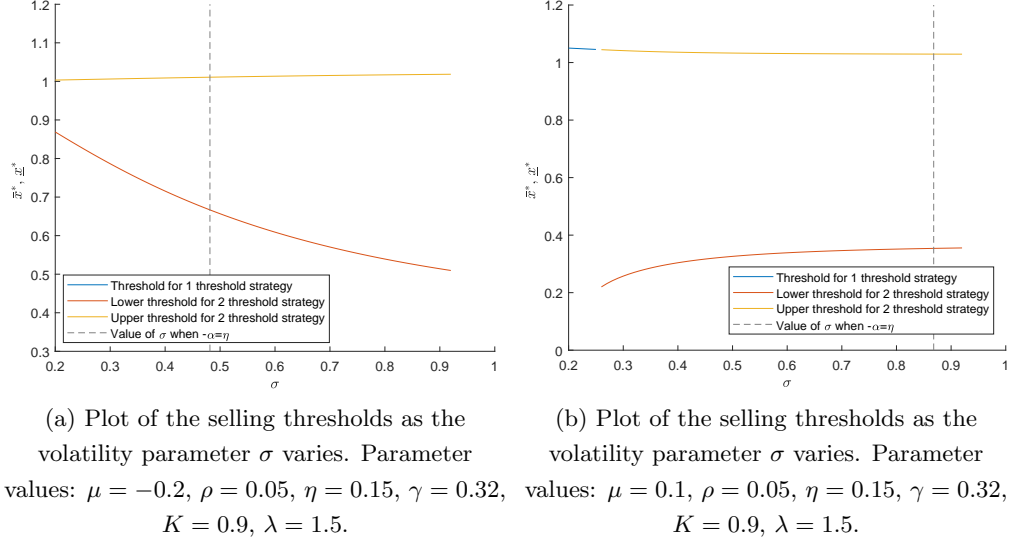 1.2
1.1
1
0.9
0.8
0.7
0.6
0.5
0.4
0.3
x̄*, x̲*
Threshold for 1 threshold strategy
Lower threshold for 2 threshold strategy
Upper threshold for 2 threshold strategy
Value of σ when -α=η
0.2 0.3 0.4 0.5 0.6 0.7 0.8 0.9 1
σ
(a) Plot of the selling thresholds as the
volatility parameter σ varies. Parameter
values: μ = −0.2, ρ = 0.05, η = 0.15, γ = 0.32,
K = 0.9, λ = 1.5.
1.2
1
0.8
0.6
0.4
0.2
0
x̄*, x̲*
Threshold for 1 threshold strategy
Lower threshold for 2 threshold strategy
Upper threshold for 2 threshold strategy
Value of σ when -α=η
0.2 0.3 0.4 0.5 0.6 0.7 0.8 0.9 1
σ
(b) Plot of the selling thresholds as the
volatility parameter σ varies. Parameter
values: μ = 0.1, ρ = 0.05, η = 0.15, γ = 0.32,
K = 0.9, λ = 1.5.